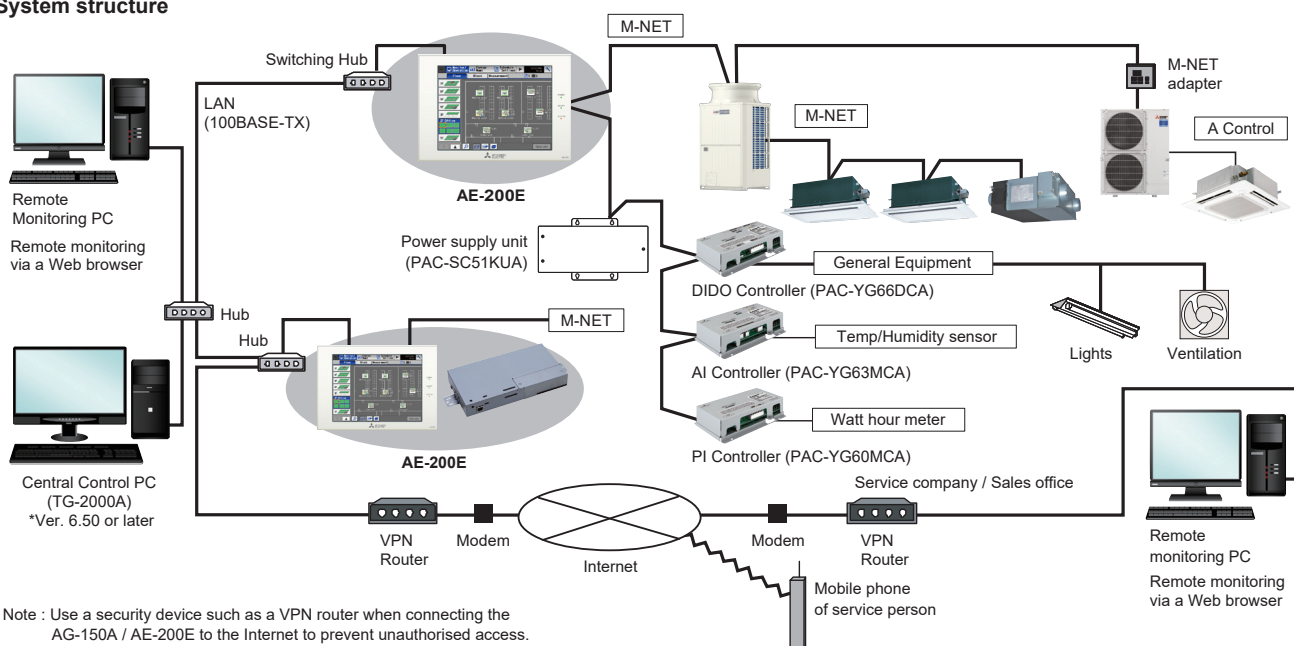 System structure
M-NET
Switching Hub
M-NET
adapter
LAN
(100BASE-TX)
M-NET
A Control
AE-200E
Remote
Monitoring PC
Remote monitoring
via a Web browser
Power supply unit
(PAC-SC51KUA)
General Equipment
DIDO Controller (PAC-YG66DCA)
Hub
M-NET
Hub
Temp/Humidity sensor
Lights
Ventilation
AI Controller (PAC-YG63MCA)
Watt hour meter
AE-200E
PI Controller (PAC-YG60MCA)
Central Control PC
(TG-2000A)
*Ver. 6.50 or later
Service company / Sales office
VPN
Router
Modem
Internet
Modem
VPN
Router
Remote
monitoring PC
Remote monitoring
via a Web browser
Mobile phone
of service person
Note : Use a security device such as a VPN router when connecting the
AG-150A / AE-200E to the Internet to prevent unauthorised access.